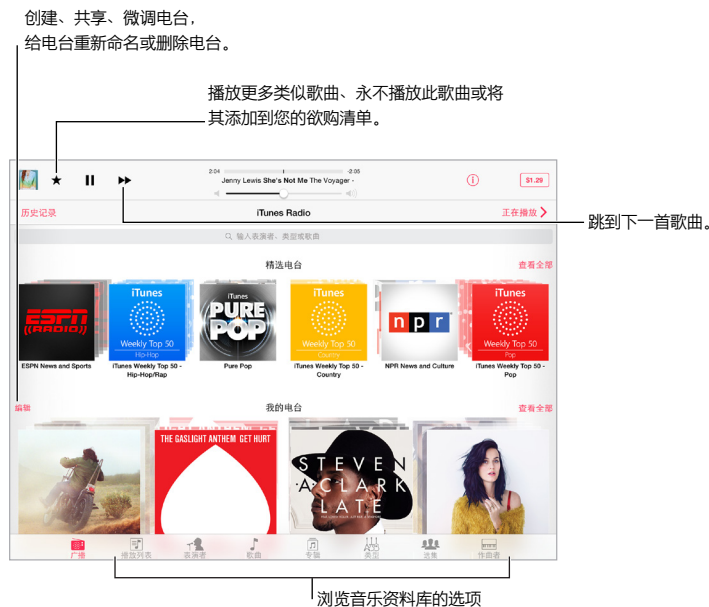 创建、共享、微调电台，
给电台重新命名或删除电台。
播放更多类似歌曲、永不播放此歌曲或将
其添加到您的欲购清单。
2:04 -2:05
Jenny Lewis She's Not Me The Voyager -
$1.29
历史记录 iTunes Radio 正在播放
跳到下一首歌曲。
输入表演者、类型或歌曲
精选电台 查看全部
ESPN
((RADIO))
iTunes
Weekly Top 50
Hip-Hop
iTunes
PURE
POP
iTunes
Weekly Top 50
Country
npr
iTunes
Weekly Top 50
Pop
ESPN News and Sports
iTunes Weekly Top 50 -
Hip-Hop/Rap
Pure Pop
iTunes Weekly Top 50 -
Country
NPR News and Culture
iTunes Weekly Top 50 -
Pop
编辑 我的电台 查看全部
THE GASLIGHT ANTHEM GET HURT
STEVEN
A CLARK
LATE
广播 播放列表 表演者 歌曲 专辑 类型 选集 作曲者
浏览音乐资料库的选项